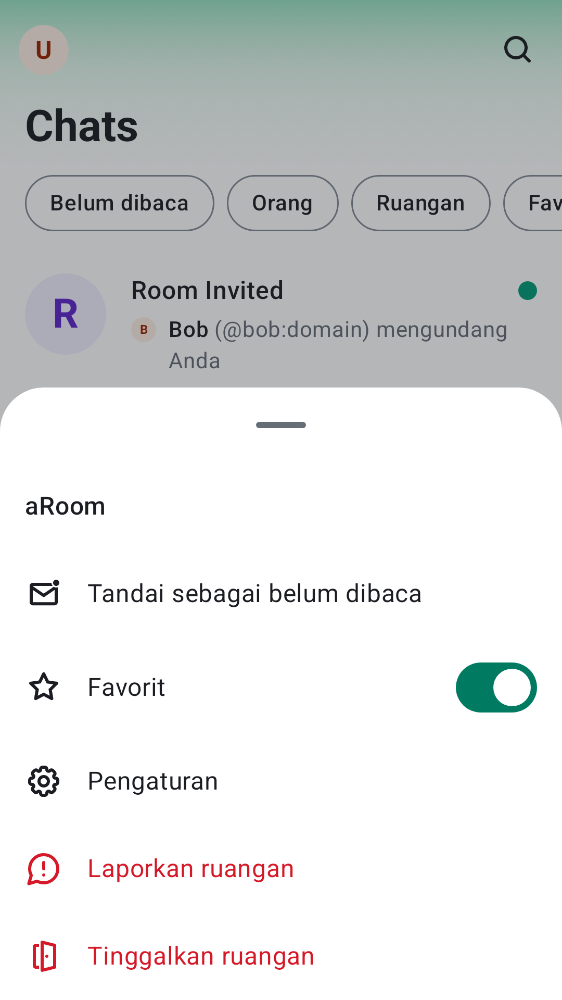 U
Chats
Belum dibaca
Orang
Ruangan
Fav
Room Invited
R
B
Bob (@bob:domain) mengundang
Anda
aRoom
Tandai sebagai belum dibaca
Favorit
Pengaturan
Laporkan ruangan
Tinggalkan ruangan